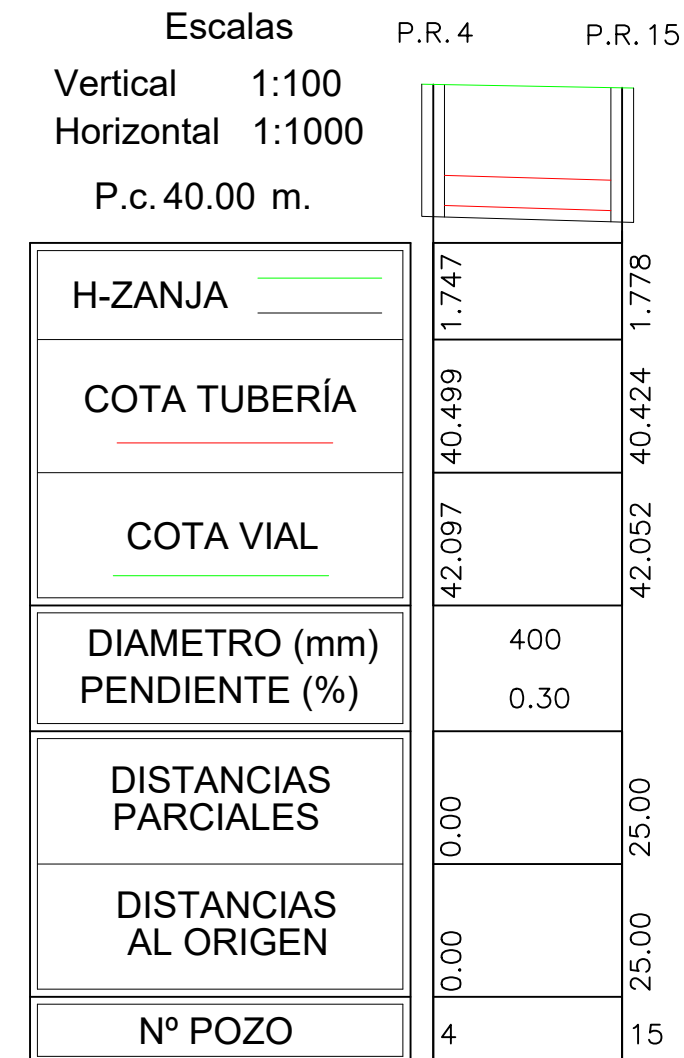 Escalas
P.R. 4
P.R. 15
Vertical 1:100
Horizontal 1:1000
P.c. 40.00 m.
H-ZANJA
1.747
1.778
COTA TUBERÍA
40.499
40.424
COTA VIAL
42.097
42.052
DIAMETRO (mm)
400
PENDIENTE (%)
0.30
DISTANCIAS
PARCIALES
0.00
25.00
DISTANCIAS
AL ORIGEN
0.00
25.00
Nº POZO
4
15